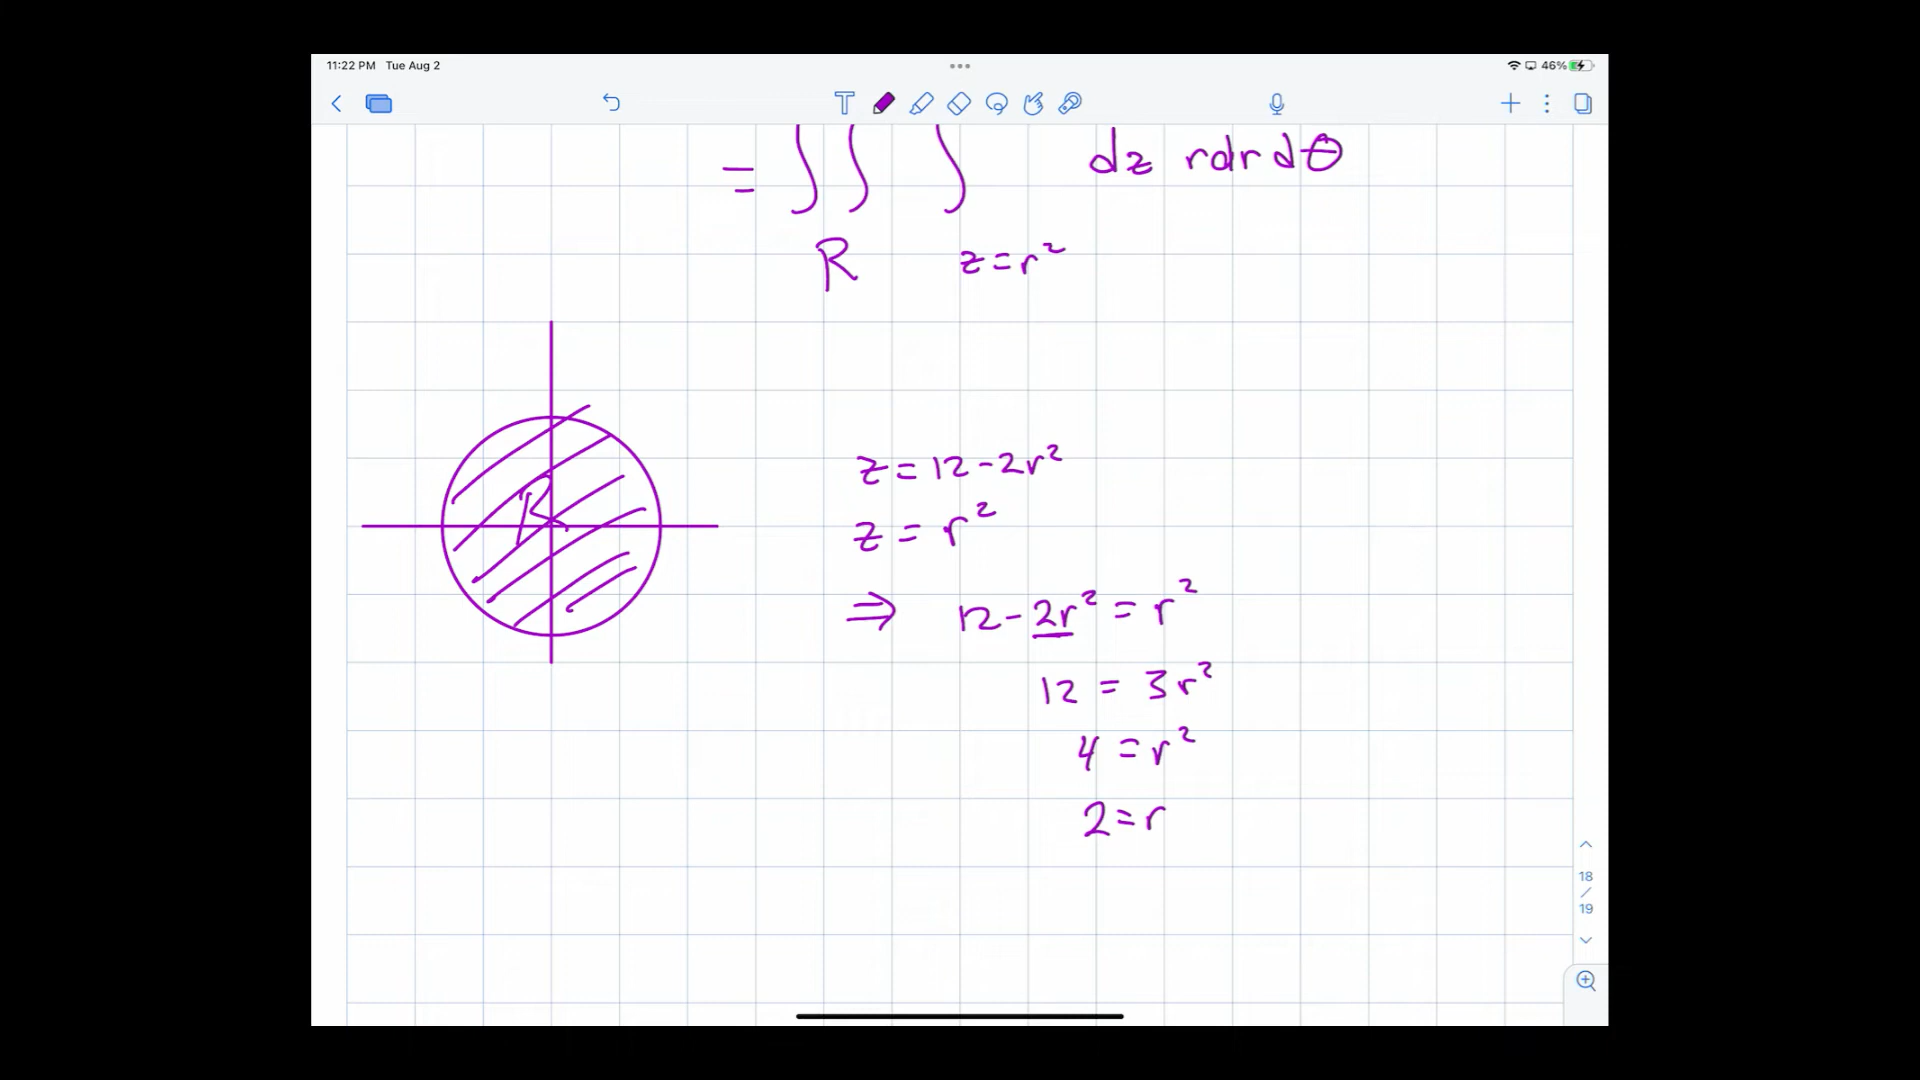 11:22 PM Tue Aug 2
46%
T
= ∫∫ ∫ dz rdrdθ
R z=r²
R
z=12-2r²
z=r²
⇒ 12-2r²=r²
12=3r²
4=r²
2=r
18
/
19